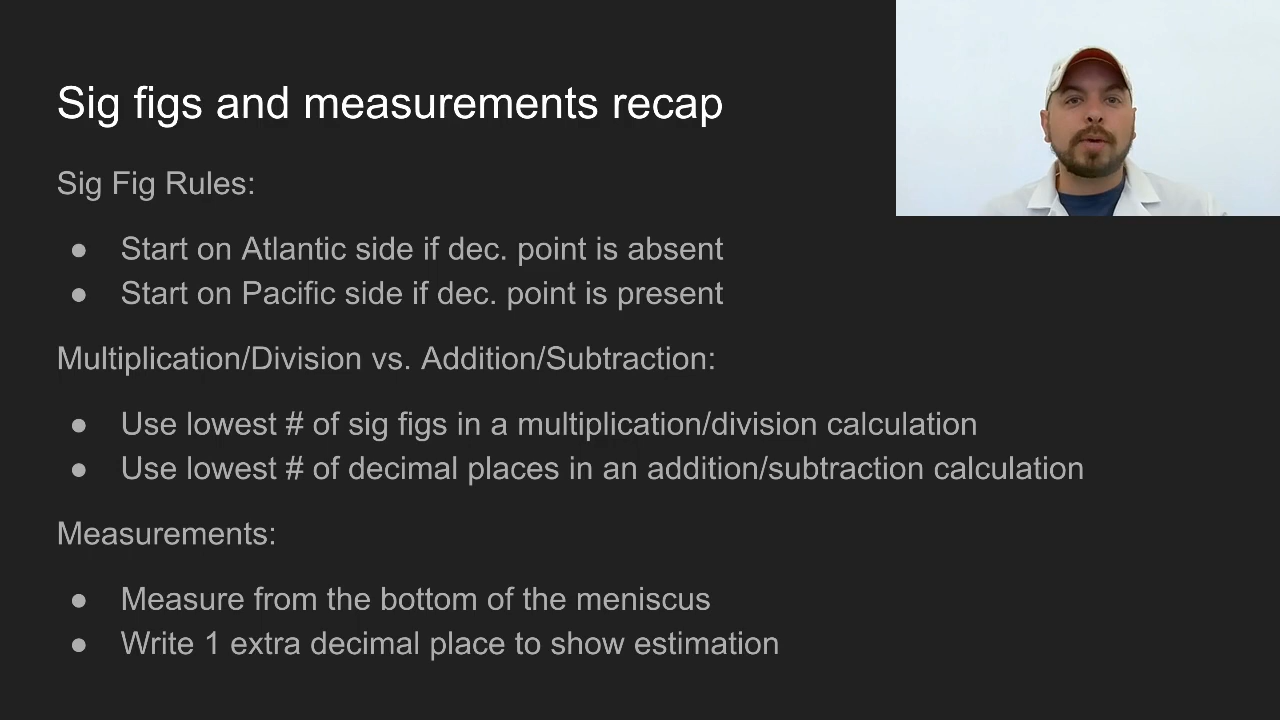 Sig figs and measurements recap
Sig Fig Rules:
● Start on Atlantic side if dec. point is absent
● Start on Pacific side if dec. point is present
Multiplication/Division vs. Addition/Subtraction:
● Use lowest # of sig figs in a multiplication/division calculation
● Use lowest # of decimal places in an addition/subtraction calculation
Measurements:
● Measure from the bottom of the meniscus
● Write 1 extra decimal place to show estimation